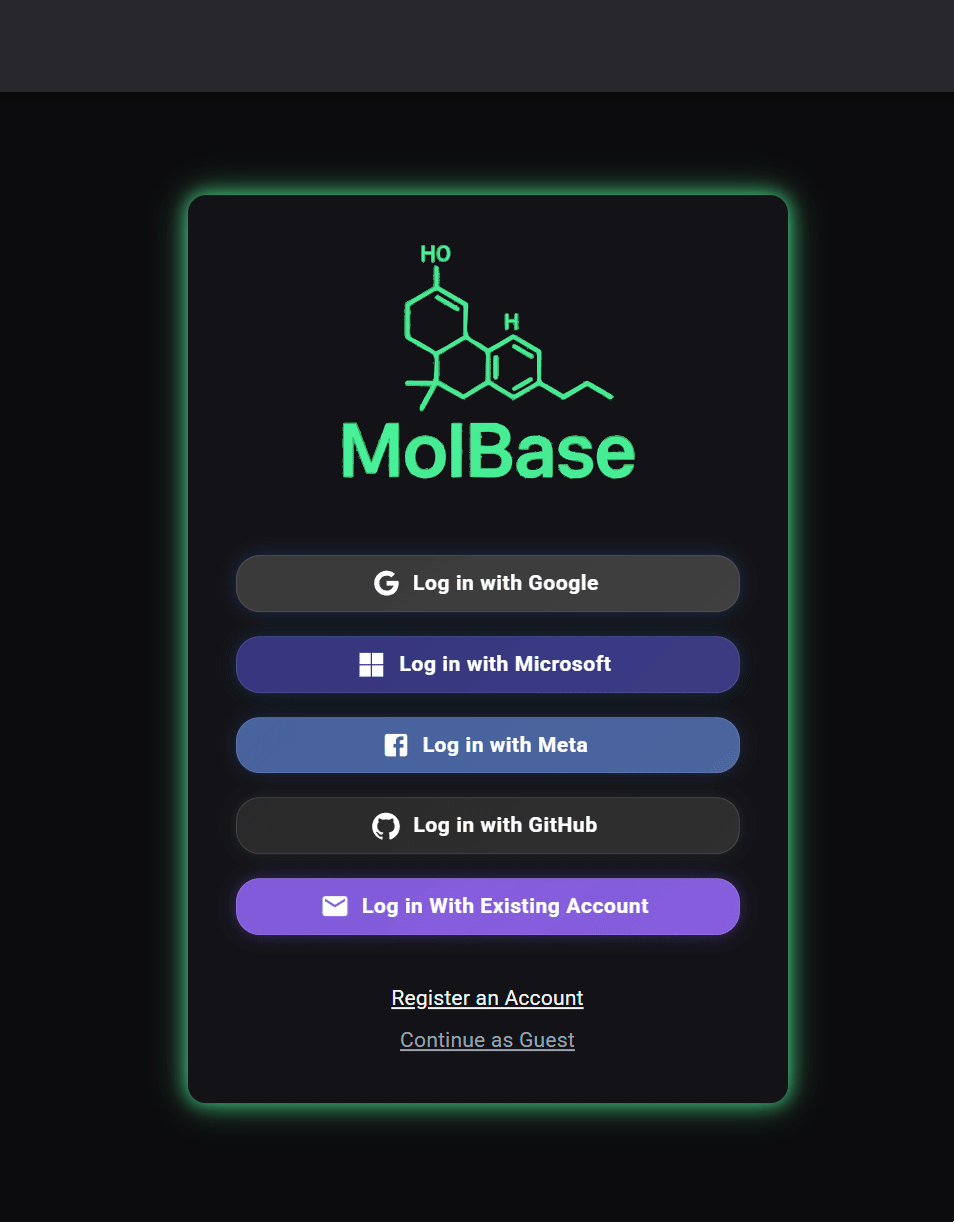 HO
H
MolBase
Log in with Google
Log in with Microsoft
Log in with Meta
Log in with GitHub
Log in With Existing Account
Register an Account
Continue as Guest